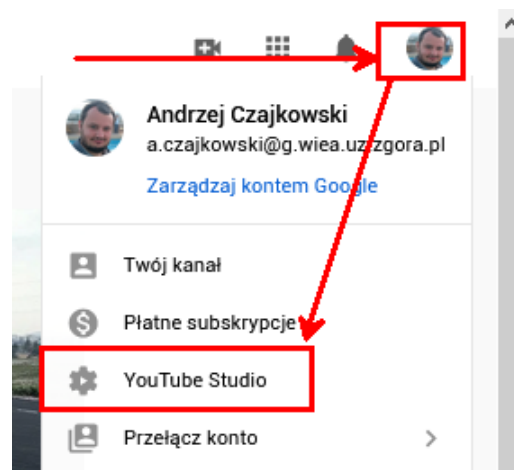 Andrzej Czajkowski
a.czajkowski@g.wiea.uz.zgora.pl
Zarządzaj kontem Google
Twój kanał
Płatne subskrypcje
YouTube Studio
Przełącz konto